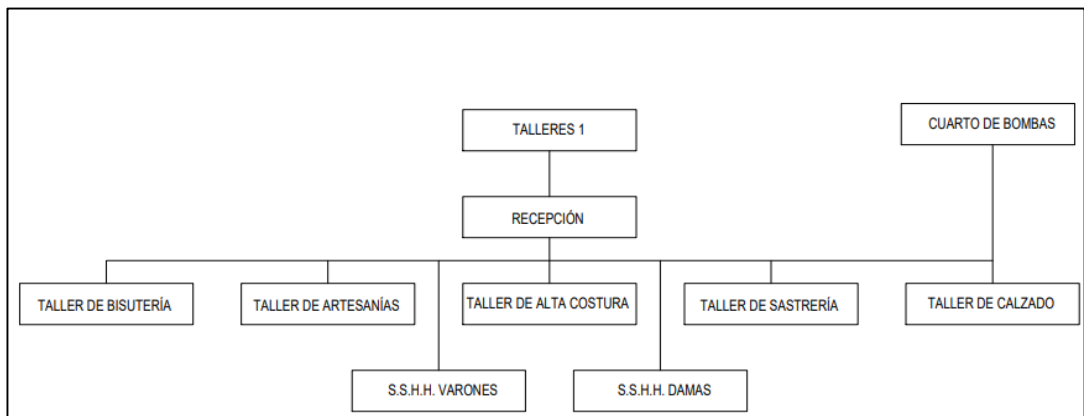 TALLERES 1
CUARTO DE BOMBAS
RECEPCIÓN
TALLER DE BISUTERÍA
TALLER DE ARTESANÍAS
TALLER DE ALTA COSTURA
TALLER DE SASTRERÍA
TALLER DE CALZADO
S.S.H.H. VARONES
S.S.H.H. DAMAS